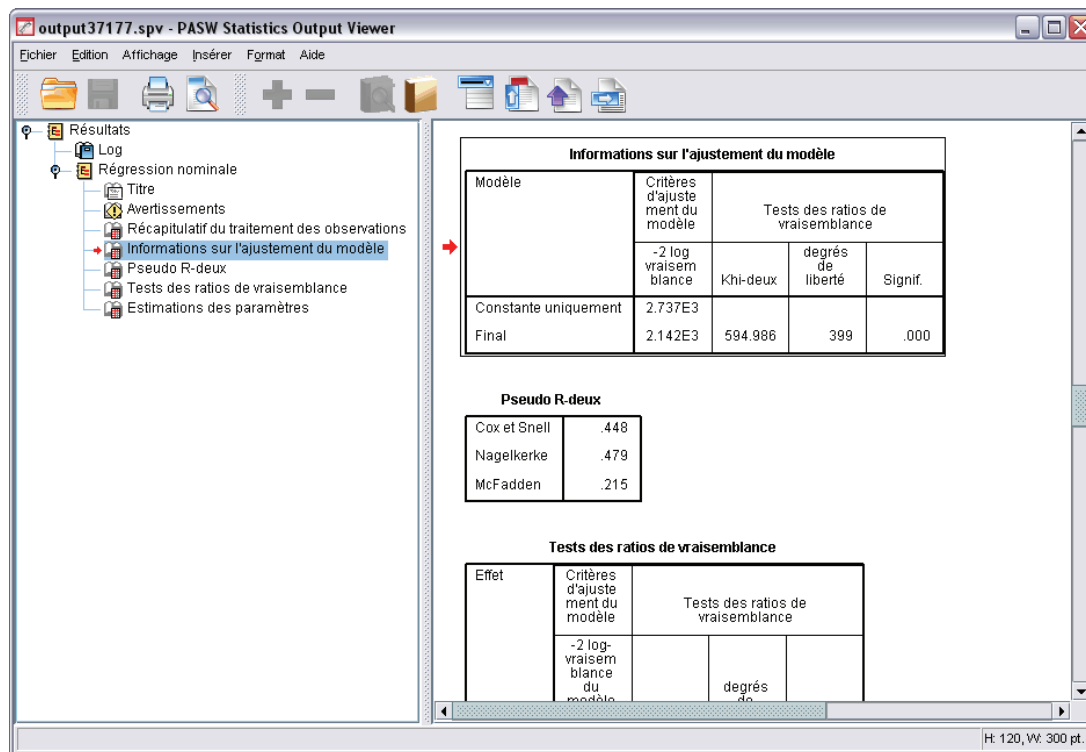 output37177.spv - PASW Statistics Output Viewer
Fichier Edition Affichage Insérer Format Aide
Résultats
Log
Régression nominale
Titre
Avertissements
Récapitulatif du traitement des observations
Informations sur l'ajustement du modèle
Pseudo R-deux
Tests des ratios de vraisemblance
Estimations des paramètres
Informations sur l'ajustement du modèle
Modèle
Critères
d'ajuste
ment du
modèle
Tests des ratios de
vraisemblance
-2 log
vraisem
blance
Khi-deux
degrés
de
liberté
Signif.
Constante uniquement 2.737E3
Final 2.142E3 594.986 399 .000
Pseudo R-deux
Cox et Snell .448
Nagelkerke .479
McFadden .215
Tests des ratios de vraisemblance
Effet
Critères
d'ajuste
ment du
modèle
Tests des ratios de
vraisemblance
-2 log-
vraisem
blance
du
modèle
degrés
de
H: 120, W: 300 pt.